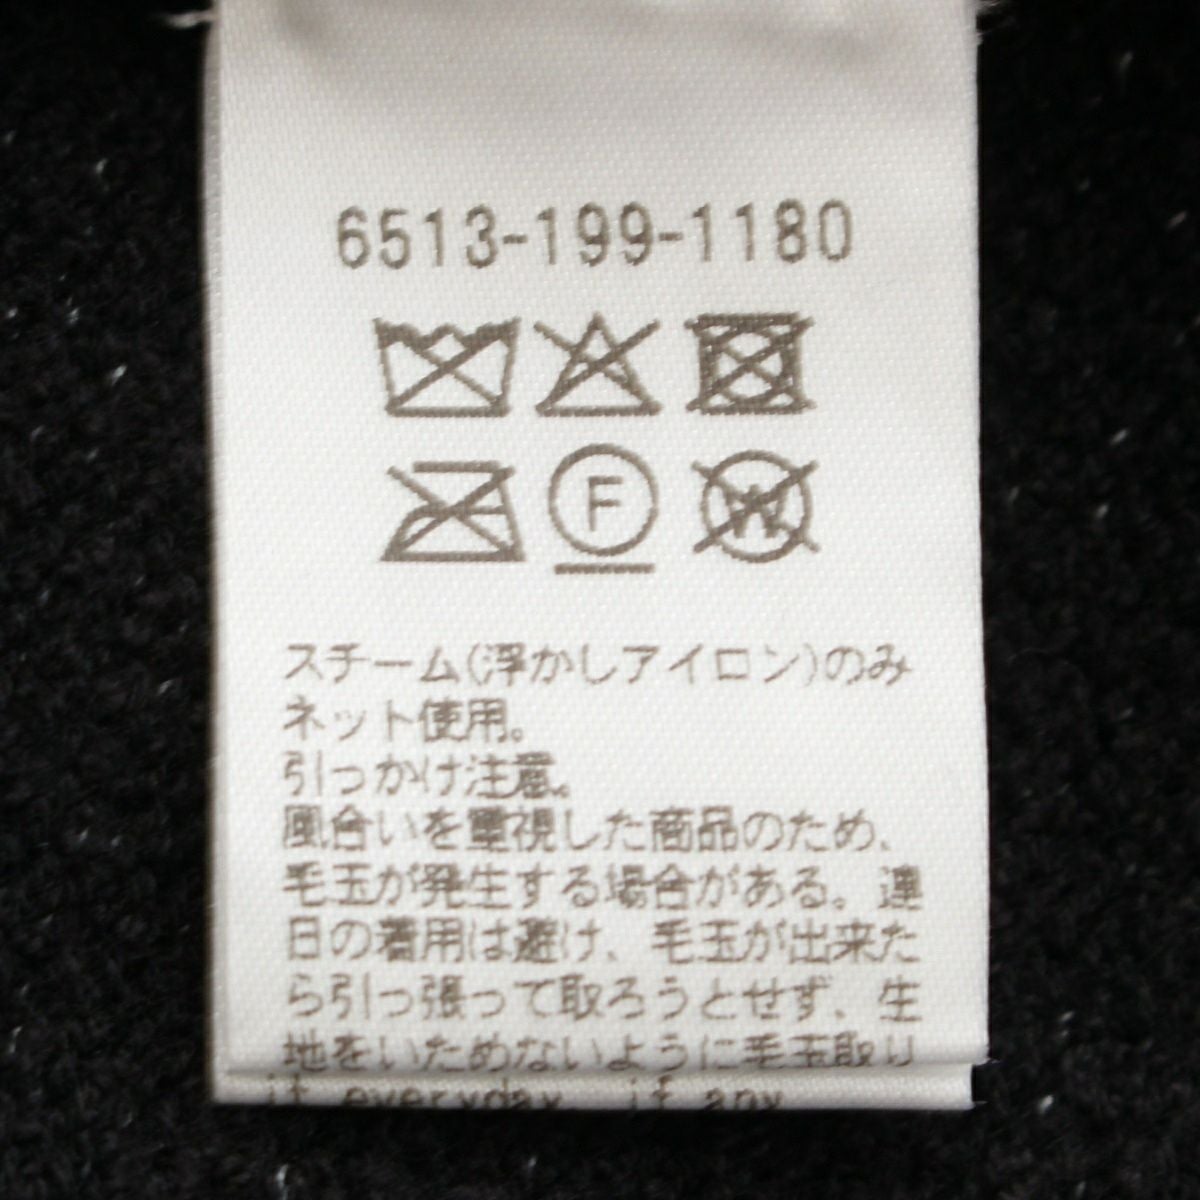 6513-199-1180
F
W
スチーム(浮かしアイロン)のみ
ネット使用。
引っかけ注意。
風合いを重視した商品のため、
毛玉が発生する場合がある。連
日の着用は避け、毛玉が出来た
ら引っ張って取ろうとせず、生
地をいためないように毛玉取り
it everyday. if any